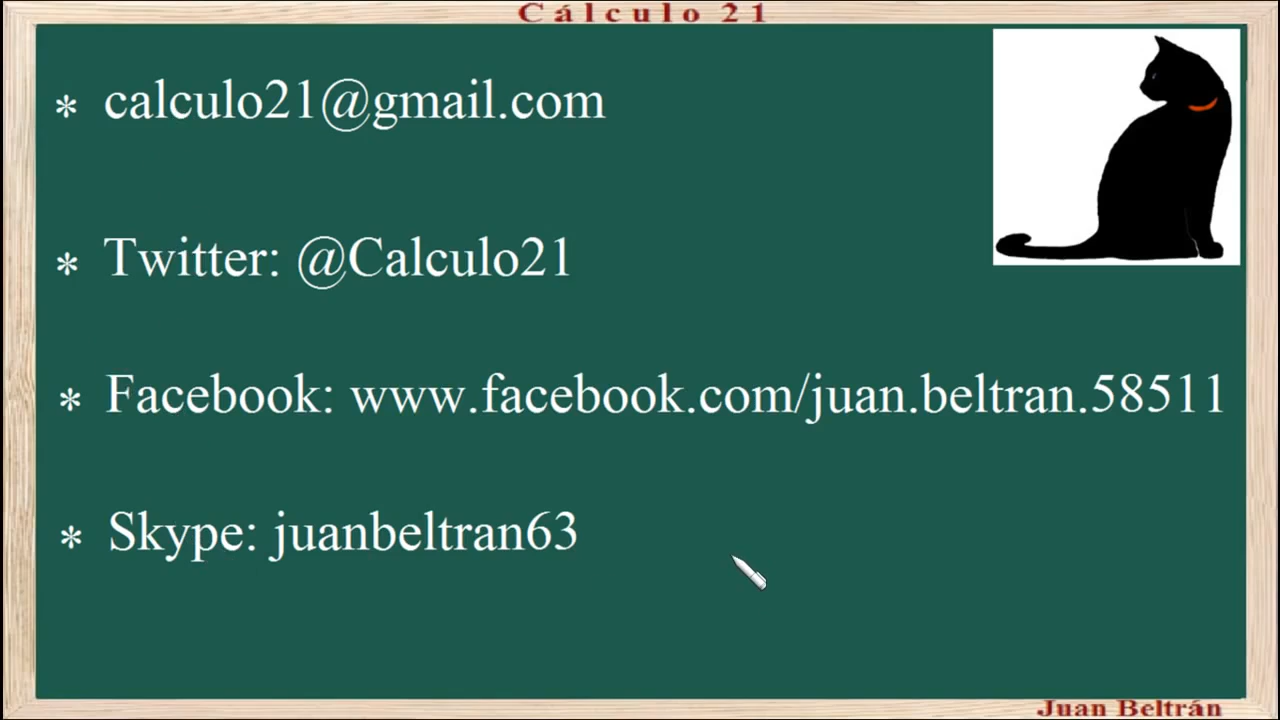 Cálculo 21
* calculo21@gmail.com
* Twitter: @Calculo21
* Facebook: www.facebook.com/juan.beltran.58511
* Skype: juanbeltran63
Juan Beltrán